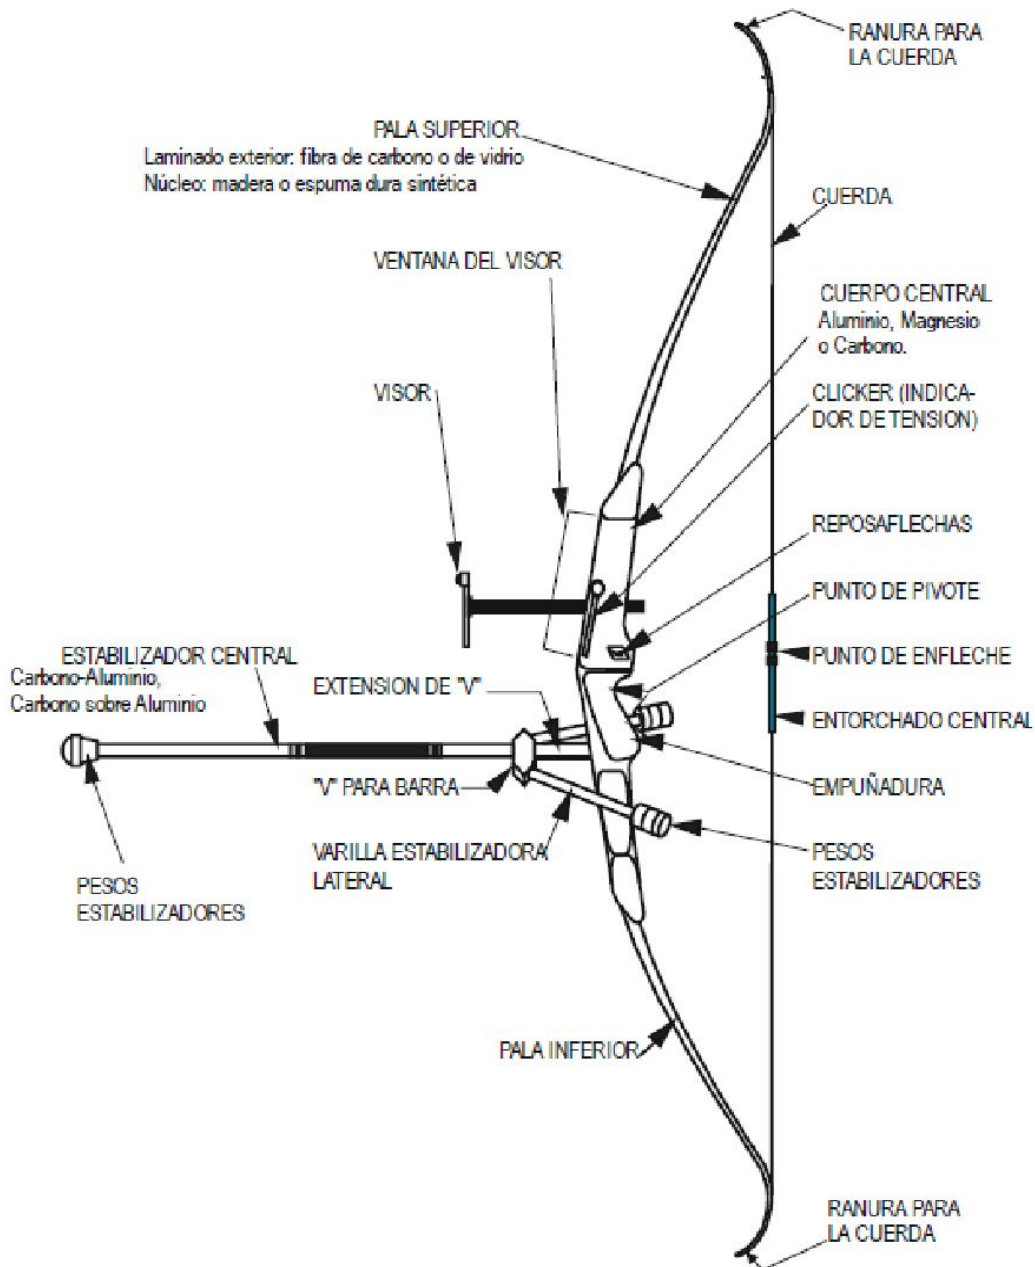 RANURA PARA
LA CUERDA
PALA SUPERIOR
Laminado exterior: fibra de carbono o de vidrio
Núcleo: madera o espuma dura sintética
CUERDA
VENTANA DEL VISOR
CUERPO CENTRAL
Aluminio, Magnesio
o Carbono.
VISOR
CLICKER (INDICA-
DOR DE TENSION)
REPOSAFLECHAS
PUNTO DE PIVOTE
ESTABILIZADOR CENTRAL
Carbono-Aluminio,
Carbono sobre Aluminio
EXTENSION DE "V"
PUNTO DE ENFLECHE
ENTORCHADO CENTRAL
"V" PARA BARRA
EMPUÑADURA
VARILLA ESTABILIZADORA
LATERAL
PESOS
ESTABILIZADORES
PESOS
ESTABILIZADORES
PALA INFERIOR
RANURA PARA
LA CUERDA